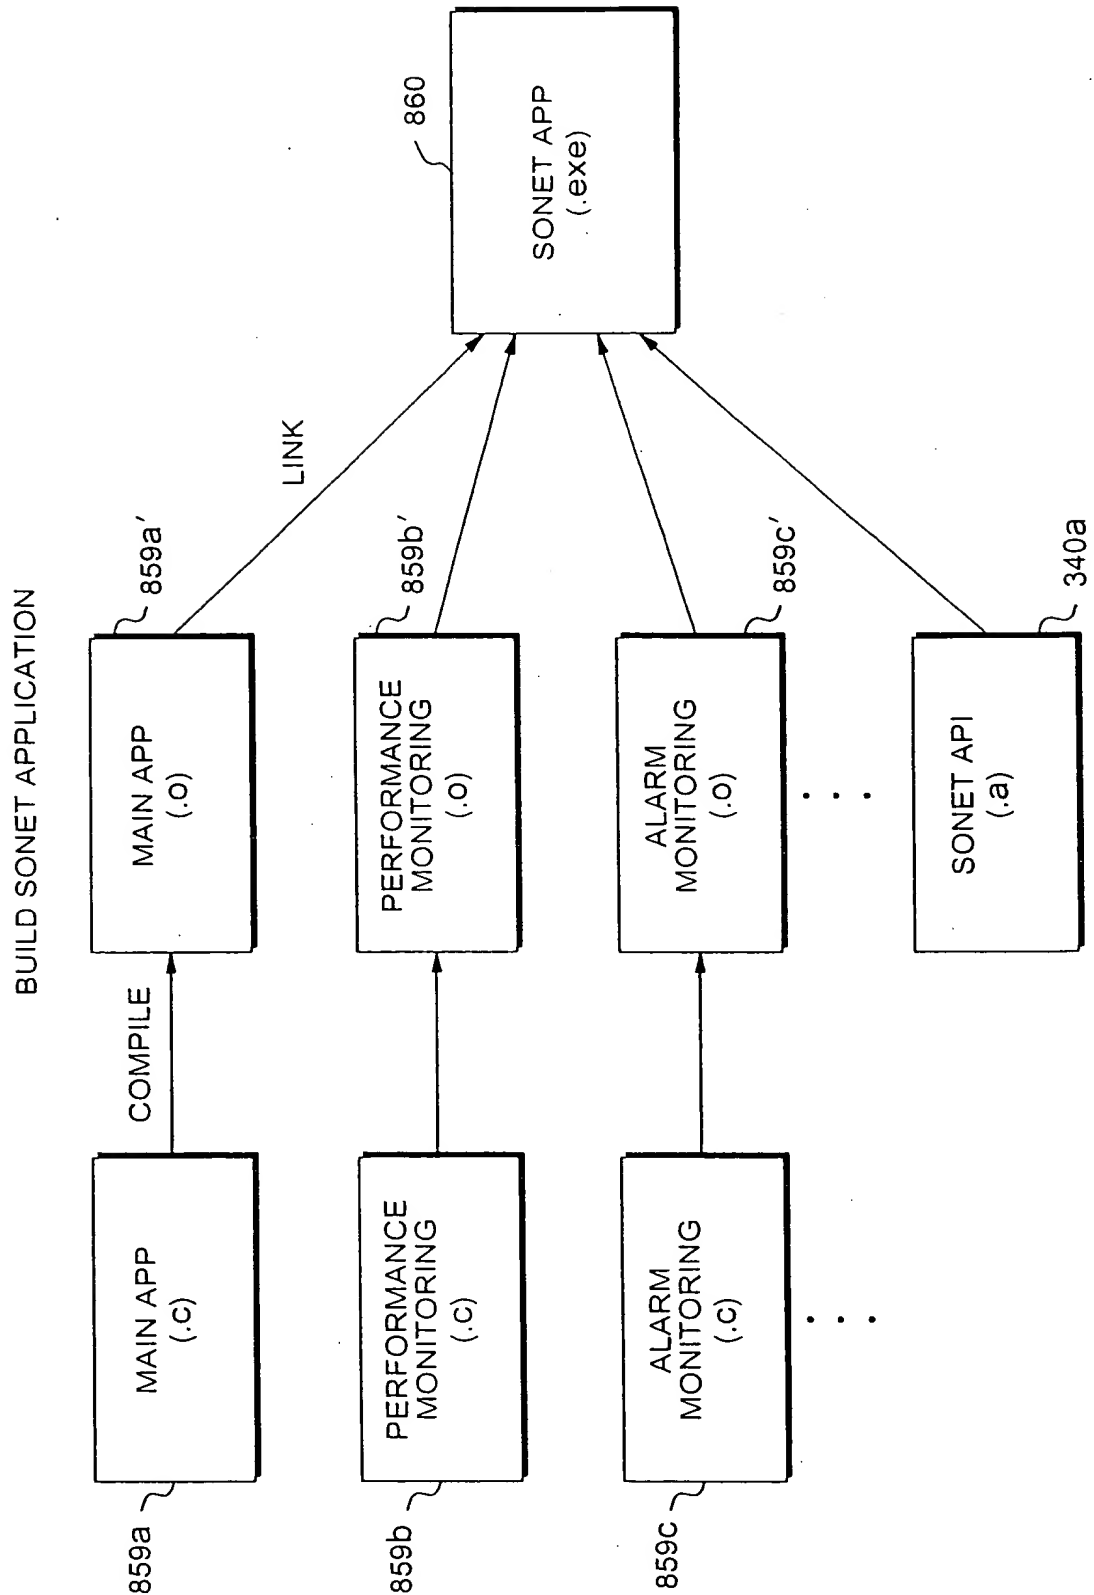 BUILD SONET APPLICATION
859a
MAIN APP
(.c)
COMPILE
859a′
MAIN APP
(.o)
LINK
859b
PERFORMANCE
MONITORING
(.c)
859b′
PERFORMANCE
MONITORING
(.o)
860
SONET APP
(.exe)
859c
ALARM
MONITORING
(.c)
. . .
ALARM
MONITORING
(.o)
859c′
. . .
SONET API
(.a)
340a